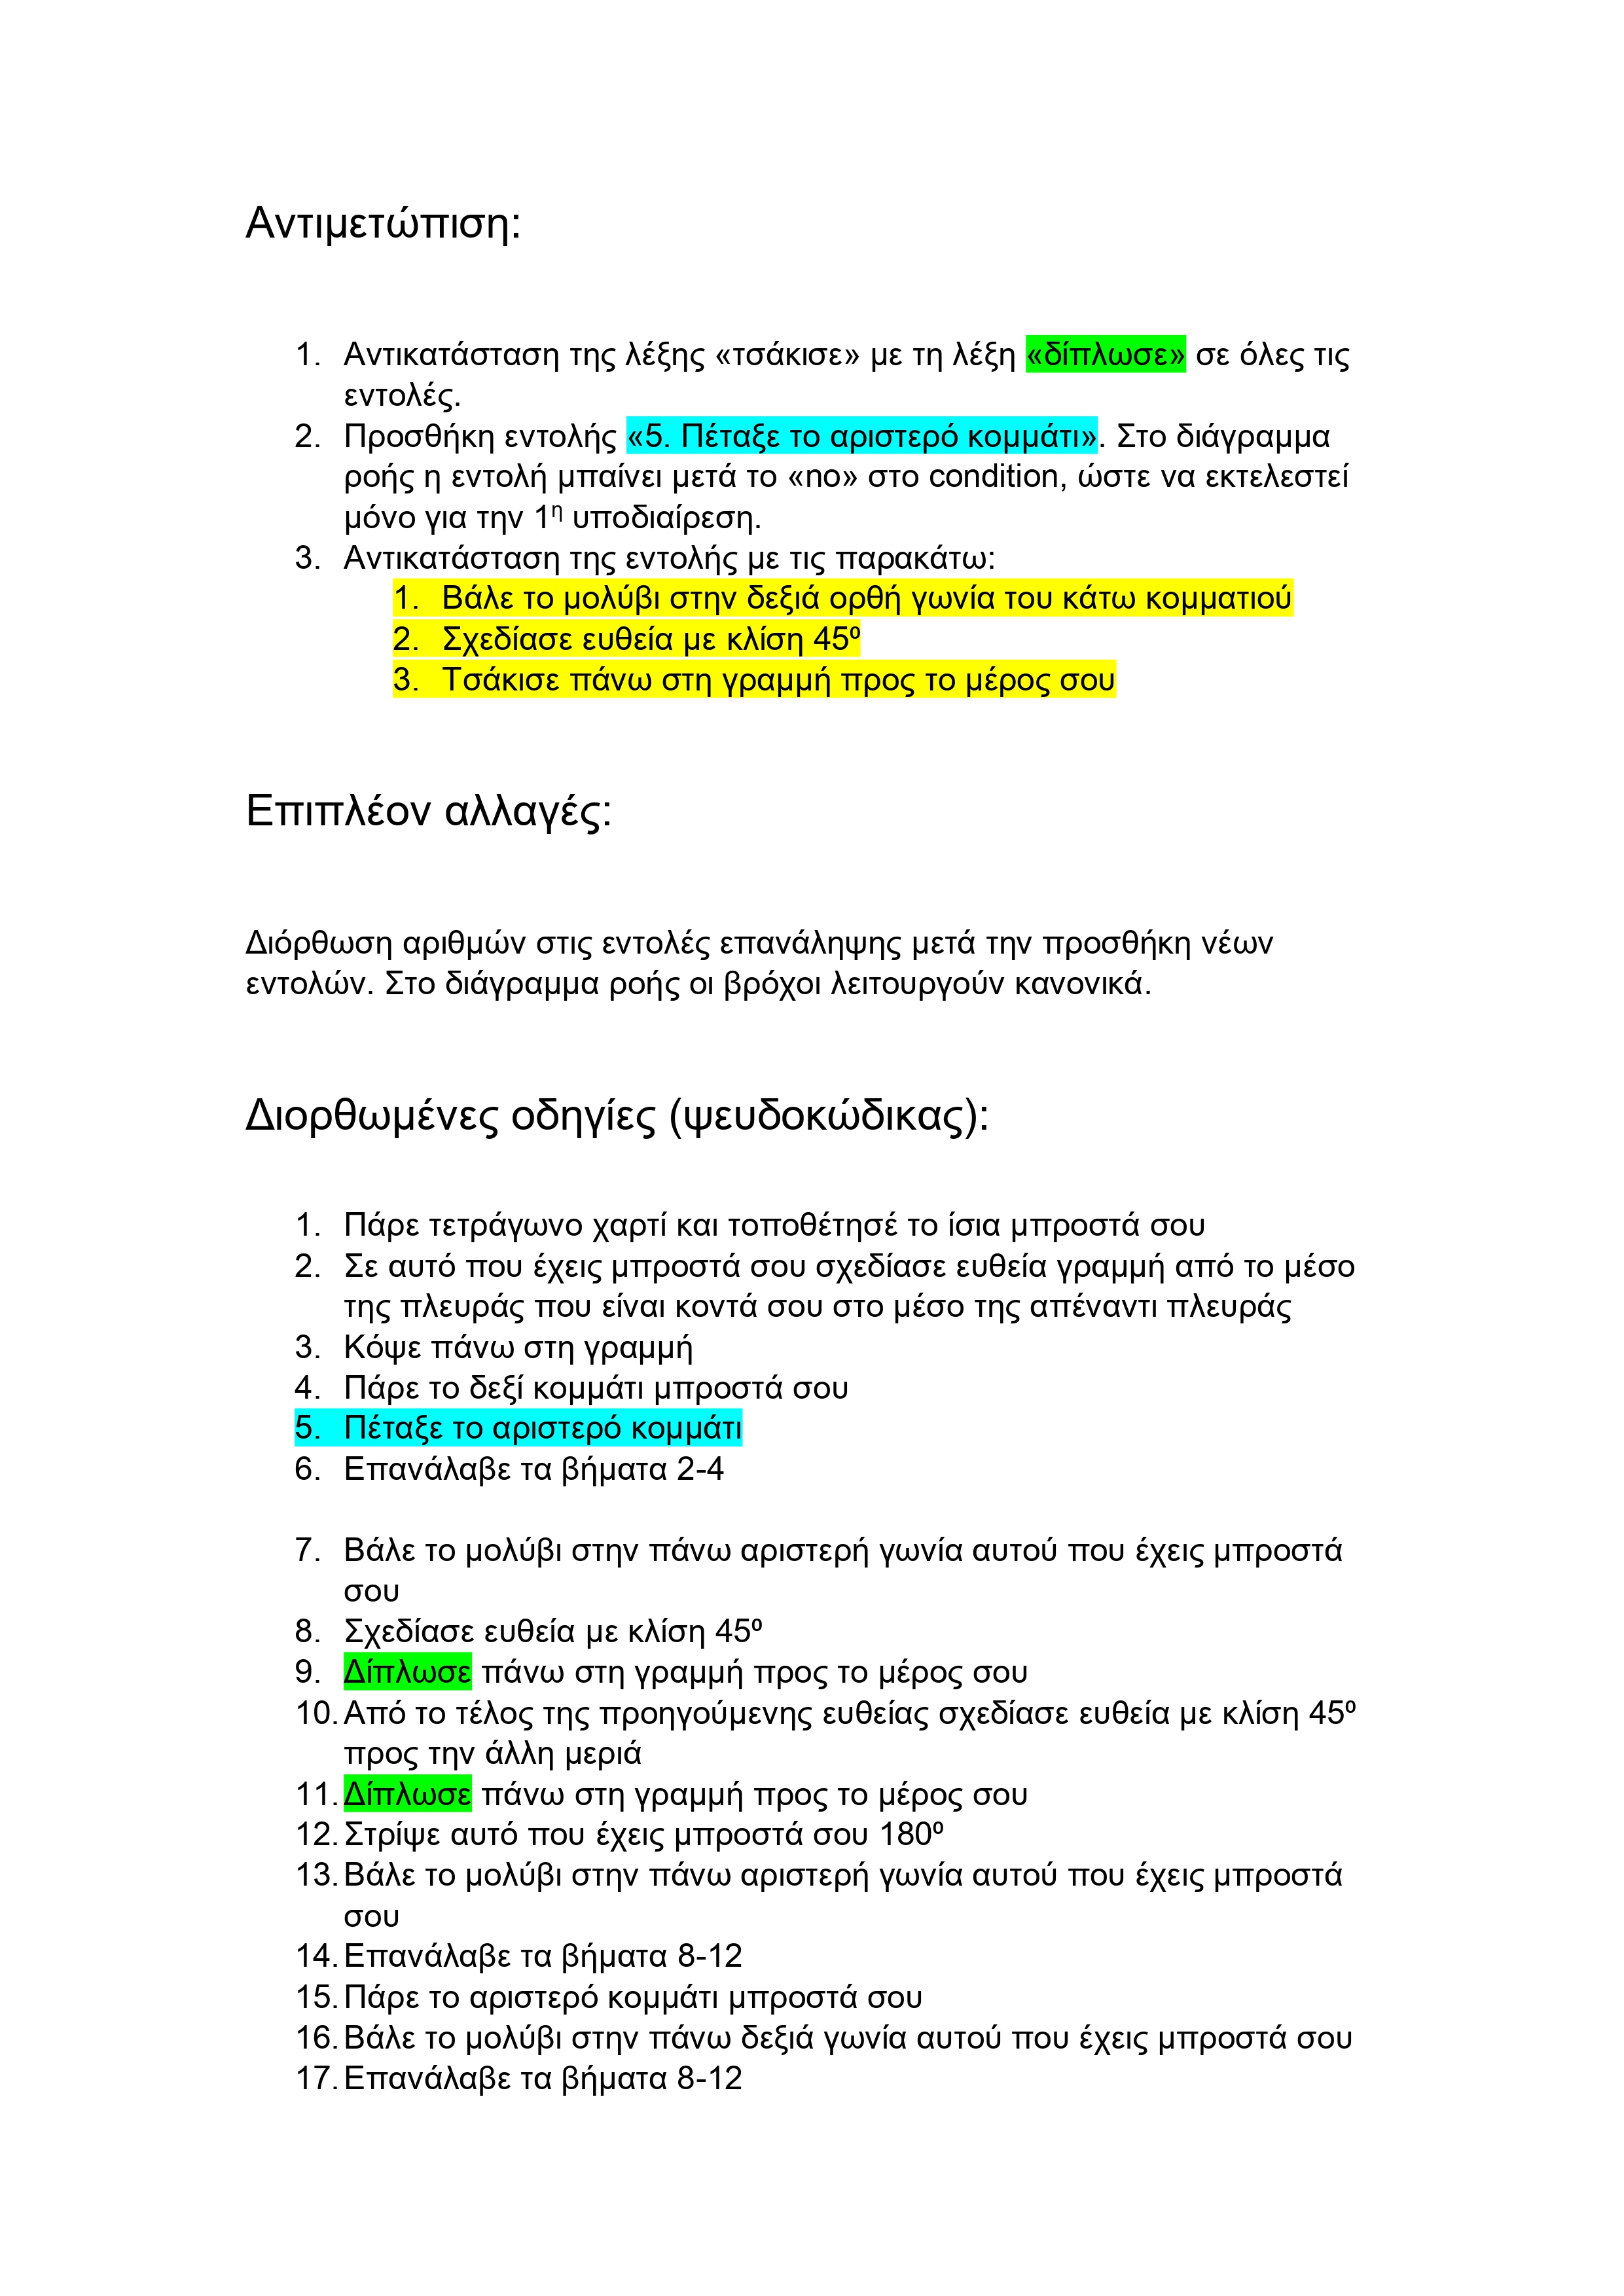 Αντιμετώπιση:
1. Αντικατάσταση της λέξης «τσάκισε» με τη λέξη «δίπλωσε» σε όλες τις
εντολές.
2. Προσθήκη εντολής «5. Πέταξε το αριστερό κομμάτι». Στο διάγραμμα
ροής η εντολή μπαίνει μετά το «no» στο condition, ώστε να εκτελεστεί
μόνο για την 1η υποδιαίρεση.
3. Αντικατάσταση της εντολής με τις παρακάτω:
1. Βάλε το μολύβι στην δεξιά ορθή γωνία του κάτω κομματιού
2. Σχεδίασε ευθεία με κλίση 45º
3. Τσάκισε πάνω στη γραμμή προς το μέρος σου
Επιπλέον αλλαγές:
Διόρθωση αριθμών στις εντολές επανάληψης μετά την προσθήκη νέων
εντολών. Στο διάγραμμα ροής οι βρόχοι λειτουργούν κανονικά.
Διορθωμένες οδηγίες (ψευδοκώδικας):
1. Πάρε τετράγωνο χαρτί και τοποθέτησέ το ίσια μπροστά σου
2. Σε αυτό που έχεις μπροστά σου σχεδίασε ευθεία γραμμή από το μέσο
της πλευράς που είναι κοντά σου στο μέσο της απέναντι πλευράς
3. Κόψε πάνω στη γραμμή
4. Πάρε το δεξί κομμάτι μπροστά σου
5. Πέταξε το αριστερό κομμάτι
6. Επανάλαβε τα βήματα 2-4
7. Βάλε το μολύβι στην πάνω αριστερή γωνία αυτού που έχεις μπροστά
σου
8. Σχεδίασε ευθεία με κλίση 45º
9. Δίπλωσε πάνω στη γραμμή προς το μέρος σου
10. Από το τέλος της προηγούμενης ευθείας σχεδίασε ευθεία με κλίση 45º
προς την άλλη μεριά
11. Δίπλωσε πάνω στη γραμμή προς το μέρος σου
12. Στρίψε αυτό που έχεις μπροστά σου 180º
13. Βάλε το μολύβι στην πάνω αριστερή γωνία αυτού που έχεις μπροστά
σου
14. Επανάλαβε τα βήματα 8-12
15. Πάρε το αριστερό κομμάτι μπροστά σου
16. Βάλε το μολύβι στην πάνω δεξιά γωνία αυτού που έχεις μπροστά σου
17. Επανάλαβε τα βήματα 8-12